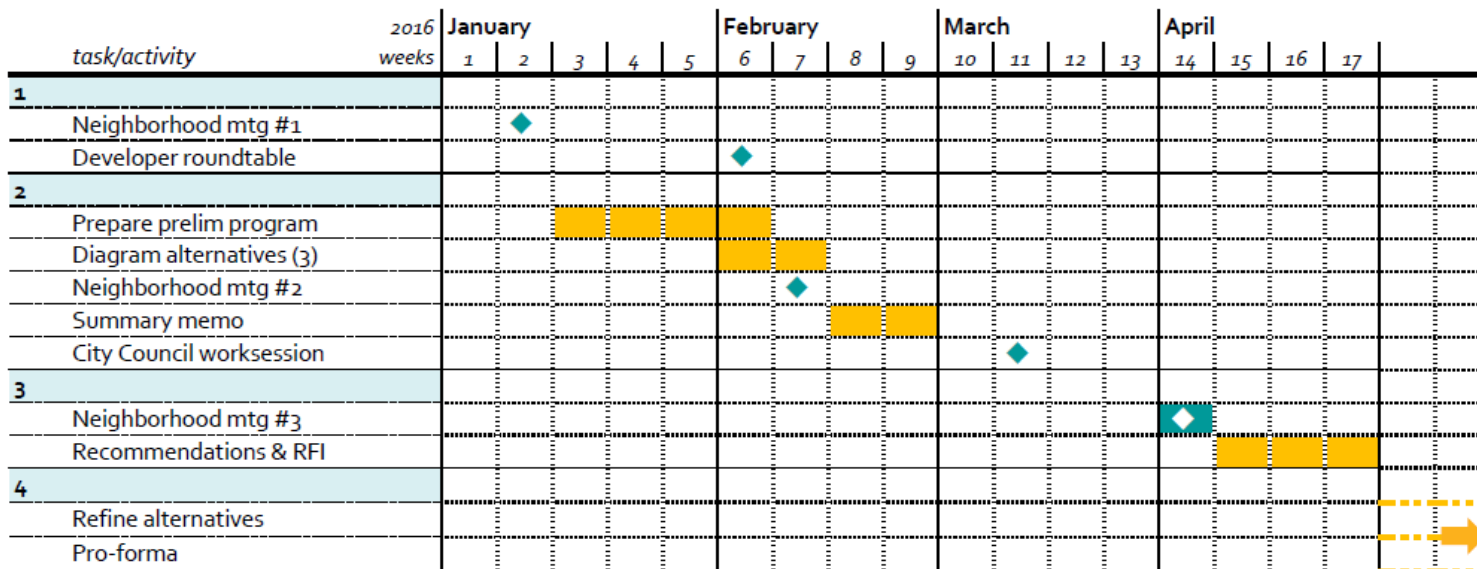 2016 January February March April
task/activity weeks 1 2 3 4 5 6 7 8 9 10 11 12 13 14 15 16 17
1
Neighborhood mtg #1
Developer roundtable
2
Prepare prelim program
Diagram alternatives (3)
Neighborhood mtg #2
Summary memo
City Council worksession
3
Neighborhood mtg #3
Recommendations & RFI
4
Refine alternatives
Pro-forma